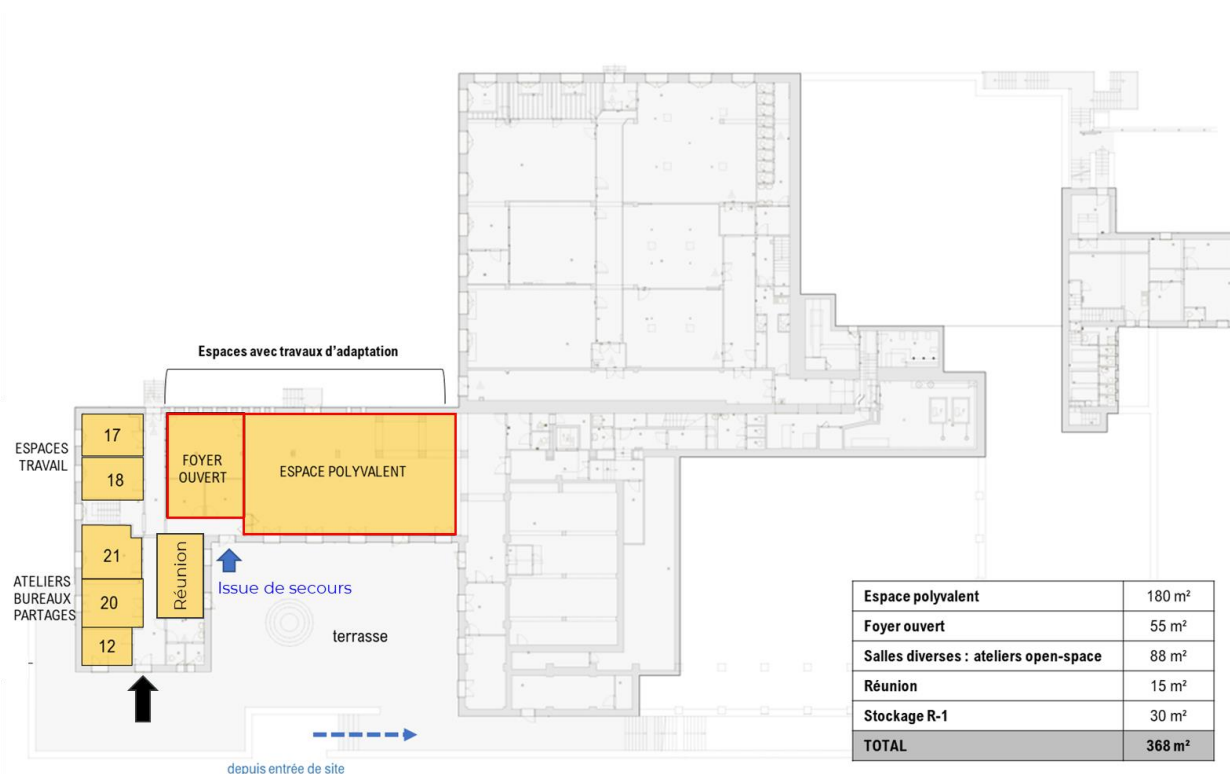 Espaces avec travaux d'adaptation
ESPACES
TRAVAIL
17
18
FOYER
OUVERT
ESPACE POLYVALENT
ATELIERS
BUREAUX
PARTAGES
21
20
12
Réunion
Issue de secours
terrasse
depuis entrée de site
Espace polyvalent 180 m²
Foyer ouvert 55 m²
Salles diverses : ateliers open-space 88 m²
Réunion 15 m²
Stockage R-1 30 m²
TOTAL 368 m²